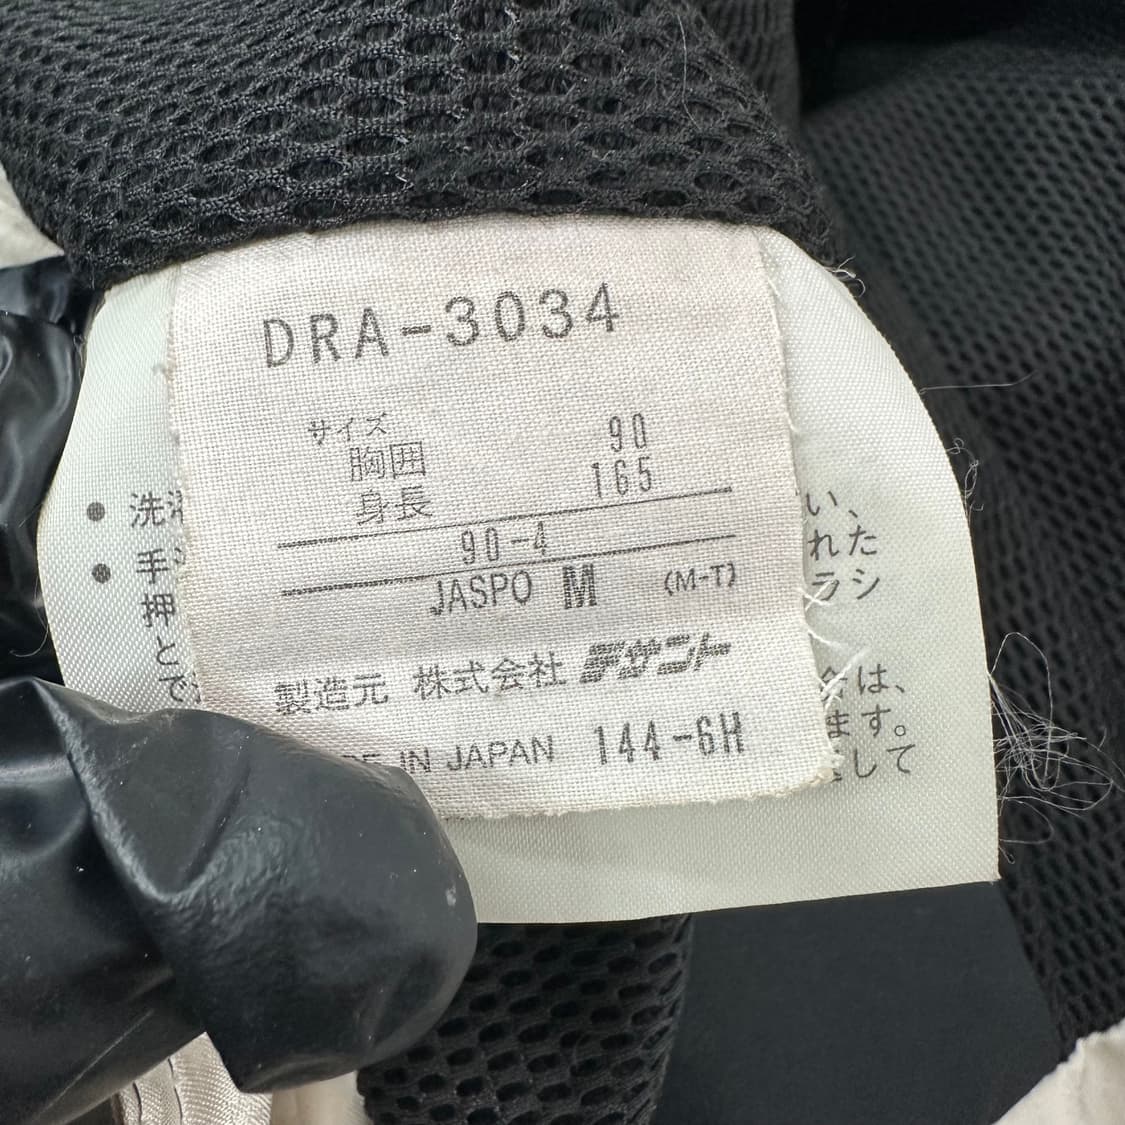 DRA-3034
サイズ
胸囲 90
身長 165
90-4
JASPO M (M-T)
製造元 株式会社 デサント
IN JAPAN 144-6H
● 洗
い、
● 手
れた
押
ラシ
と
で
は、
ます。
して